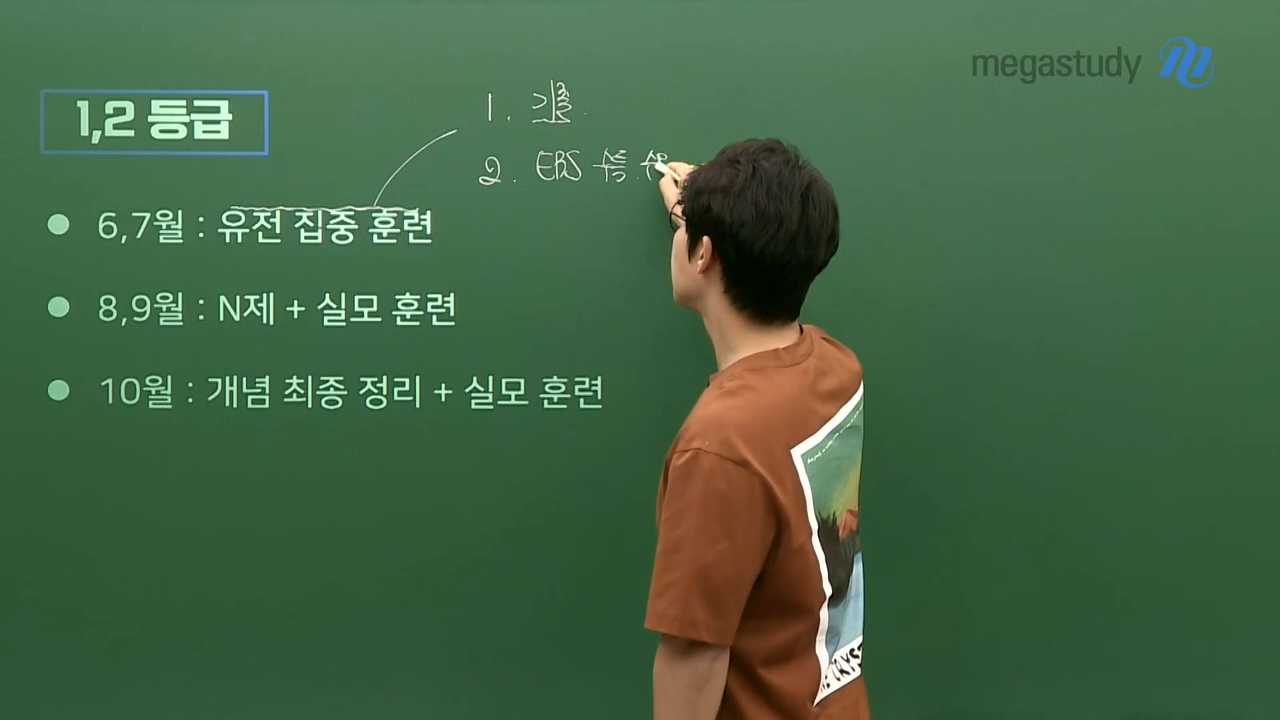 megastudy
1,2 등급
1. 기출
2. EBS 수특
6,7월 : 유전 집중 훈련
8,9월 : N제 + 실모 훈련
10월 : 개념 최종 정리 + 실모 훈련